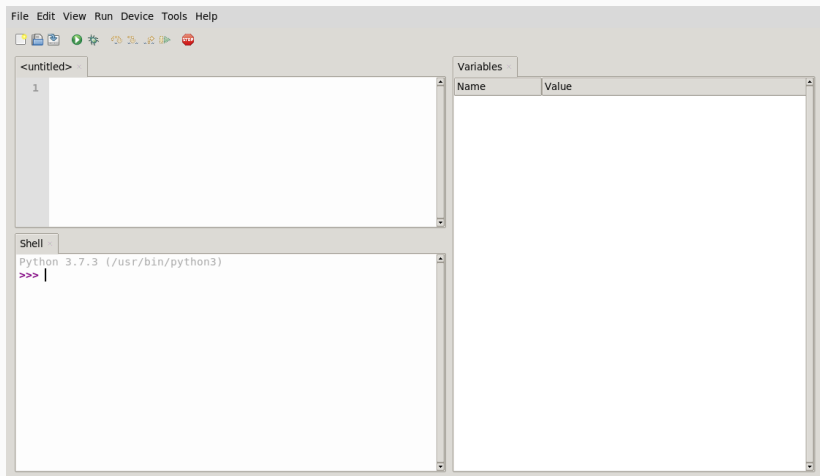 File Edit View Run Device Tools Help
STOP
<untitled>
Variables
1
Name Value
Shell
Python 3.7.3 (/usr/bin/python3)
>>>